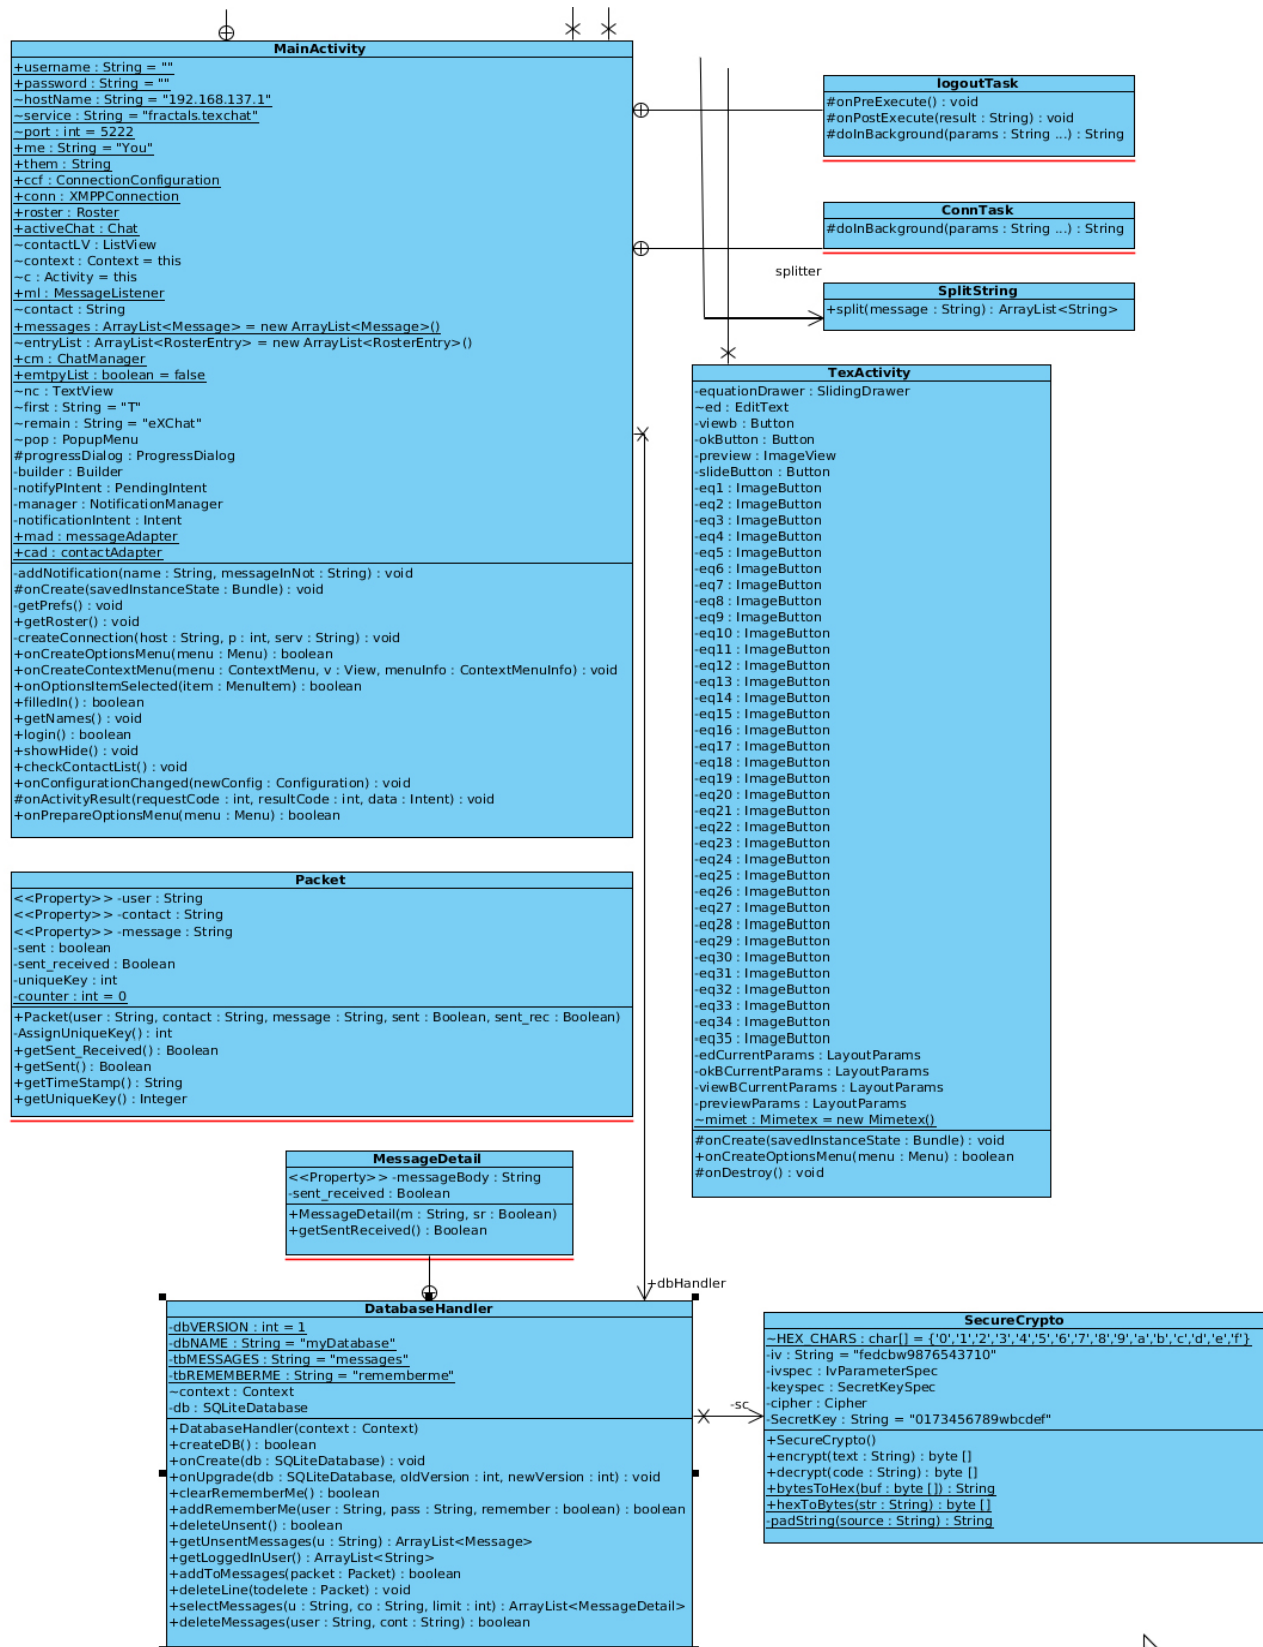 MainActivity
+username : String = ""
+password : String = ""
~hostName : String = "192.168.137.1"
~service : String = "fractals.texchat"
~port : int = 5222
+me : String = "You"
+them : String
+ccf : ConnectionConfiguration
+conn : XMPPConnection
+roster : Roster
+activeChat : Chat
~contactLV : ListView
~context : Context = this
~c : Activity = this
+ml : MessageListener
~contact : String
+messages : ArrayList<Message> = new ArrayList<Message>()
~entryList : ArrayList<RosterEntry> = new ArrayList<RosterEntry>()
+cm : ChatManager
+emtpyList : boolean = false
~nc : TextView
~first : String = "T"
~remain : String = "eXChat"
~pop : PopupMenu
#progressDialog : ProgressDialog
-builder : Builder
-notifyPIntent : PendingIntent
-manager : NotificationManager
-notificationIntent : Intent
+mad : messageAdapter
+cad : contactAdapter
-addNotification(name : String, messageInNot : String) : void
#onCreate(savedInstanceState : Bundle) : void
-getPrefs() : void
+getRoster() : void
-createConnection(host : String, p : int, serv : String) : void
+onCreateOptionsMenu(menu : Menu) : boolean
+onCreateContextMenu(menu : ContextMenu, v : View, menuInfo : ContextMenuInfo) : void
+onOptionsItemSelected(item : MenuItem) : boolean
+filledIn() : boolean
+getNames() : void
+login() : boolean
+showHide() : void
+checkContactList() : void
+onConfigurationChanged(newConfig : Configuration) : void
#onActivityResult(requestCode : int, resultCode : int, data : Intent) : void
+onPrepareOptionsMenu(menu : Menu) : boolean
logoutTask
#onPreExecute() : void
#onPostExecute(result : String) : void
#doInBackground(params : String ...) : String
ConnTask
#doInBackground(params : String ...) : String
splitter
SplitString
+split(message : String) : ArrayList<String>
TexActivity
-equationDrawer : SlidingDrawer
~ed : EditText
-viewb : Button
-okButton : Button
-preview : ImageView
-slideButton : Button
-eq1 : ImageButton
-eq2 : ImageButton
-eq3 : ImageButton
-eq4 : ImageButton
-eq5 : ImageButton
-eq6 : ImageButton
-eq7 : ImageButton
-eq8 : ImageButton
-eq9 : ImageButton
-eq10 : ImageButton
-eq11 : ImageButton
-eq12 : ImageButton
-eq13 : ImageButton
-eq14 : ImageButton
-eq15 : ImageButton
-eq16 : ImageButton
-eq17 : ImageButton
-eq18 : ImageButton
-eq19 : ImageButton
-eq20 : ImageButton
-eq21 : ImageButton
-eq22 : ImageButton
-eq23 : ImageButton
-eq24 : ImageButton
-eq25 : ImageButton
-eq26 : ImageButton
-eq27 : ImageButton
-eq28 : ImageButton
-eq29 : ImageButton
-eq30 : ImageButton
-eq31 : ImageButton
-eq32 : ImageButton
-eq33 : ImageButton
-eq34 : ImageButton
-eq35 : ImageButton
-edCurrentParams : LayoutParams
-okBCurrentParams : LayoutParams
-viewBCurrentParams : LayoutParams
-previewParams : LayoutParams
~mimet : Mimetex = new Mimetex()
#onCreate(savedInstanceState : Bundle) : void
+onCreateOptionsMenu(menu : Menu) : boolean
#onDestroy() : void
Packet
<<Property>> -user : String
<<Property>> -contact : String
<<Property>> -message : String
-sent : boolean
-sent_received : Boolean
-uniqueKey : int
-counter : int = 0
+Packet(user : String, contact : String, message : String, sent : Boolean, sent_rec : Boolean)
-AssignUniqueKey() : int
+getSent_Received() : Boolean
+getSent() : Boolean
+getTimeStamp() : String
+getUniqueKey() : Integer
MessageDetail
<<Property>> -messageBody : String
-sent_received : Boolean
+MessageDetail(m : String, sr : Boolean)
+getSentReceived() : Boolean
+dbHandler
DatabaseHandler
-dbVERSION : int = 1
-dbNAME : String = "myDatabase"
-tbMESSAGES : String = "messages"
-tbREMEMBERME : String = "rememberme"
~context : Context
-db : SQLiteDatabase
+DatabaseHandler(context : Context)
+createDB() : boolean
+onCreate(db : SQLiteDatabase) : void
+onUpgrade(db : SQLiteDatabase, oldVersion : int, newVersion : int) : void
+clearRememberMe() : boolean
+addRememberMe(user : String, pass : String, remember : boolean) : boolean
+deleteUnsent() : boolean
+getUnsentMessages(u : String) : ArrayList<Message>
+getLoggedInUser() : ArrayList<String>
+addToMessages(packet : Packet) : boolean
+deleteLine(todelete : Packet) : void
+selectMessages(u : String, co : String, limit : int) : ArrayList<MessageDetail>
+deleteMessages(user : String, cont : String) : boolean
-sc
SecureCrypto
~HEX_CHARS : char[] = {'0','1','2','3','4','5','6','7','8','9','a','b','c','d','e','f'}
-iv : String = "fedcbw9876543710"
-ivspec : IvParameterSpec
-keyspec : SecretKeySpec
-cipher : Cipher
-SecretKey : String = "0173456789wbcdef"
+SecureCrypto()
+encrypt(text : String) : byte []
+decrypt(code : String) : byte []
+bytesToHex(buf : byte []) : String
+hexToBytes(str : String) : byte []
-padString(source : String) : String